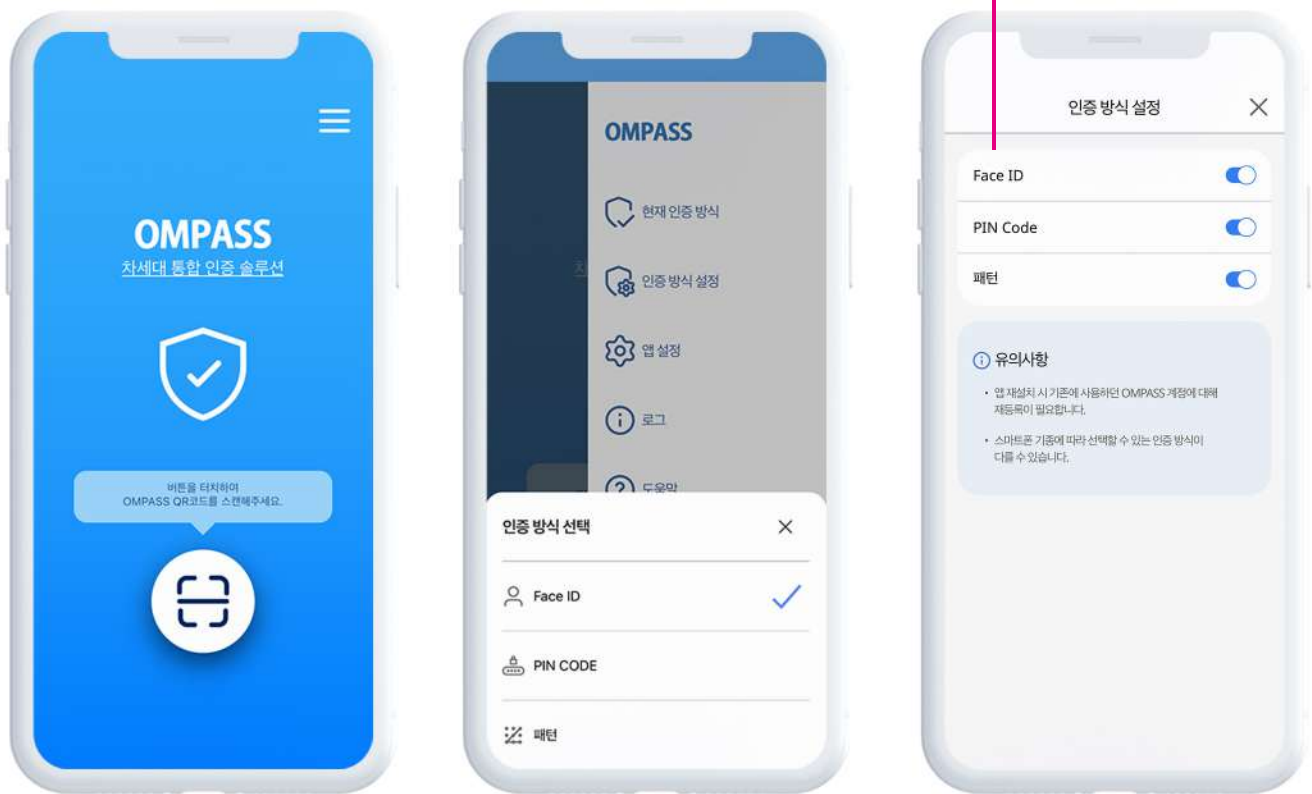 OMPASS
차세대 통합 인증 솔루션
버튼을 터치하여
OMPASS QR코드를 스캔해주세요.
OMPASS
현재 인증 방식
인증 방식 설정
차
앱 설정
로그
도움말
인증 방식 선택
Face ID
PIN CODE
패턴
인증 방식 설정
Face ID
PIN Code
패턴
유의사항
• 앱 재설치 시 기존에 사용하던 OMPASS 계정에 대해
재등록이 필요합니다.
• 스마트폰 기종에 따라 선택할 수 있는 인증 방식이
다를 수 있습니다.